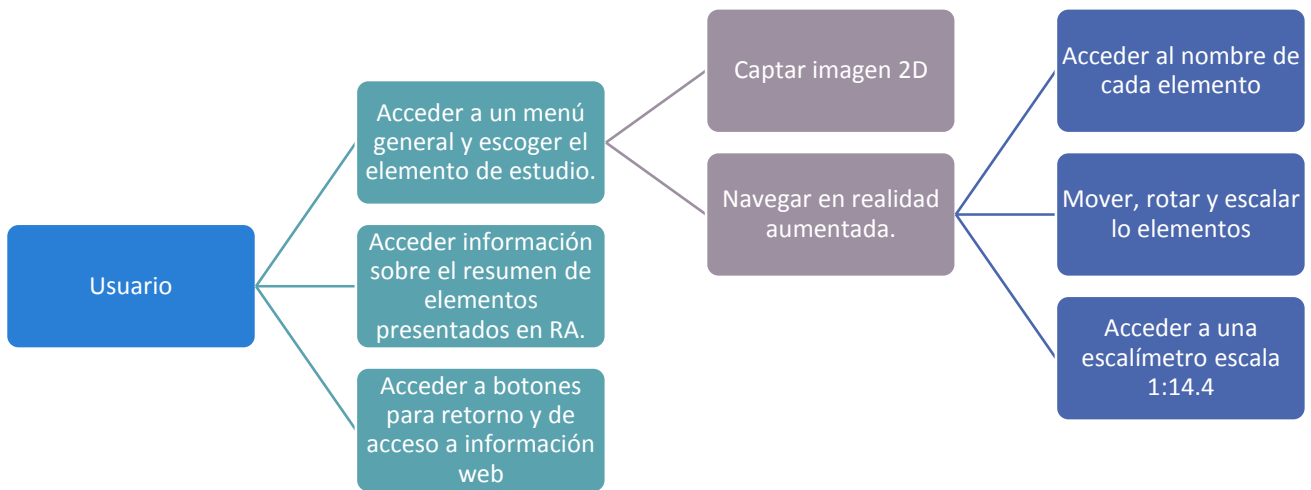 Usuario
Acceder a un menú
general y escoger el
elemento de estudio.
Acceder información
sobre el resumen de
elementos
presentados en RA.
Acceder a botones
para retorno y de
acceso a información
web
Captar imagen 2D
Navegar en realidad
aumentada.
Acceder al nombre de
cada elemento
Mover, rotar y escalar
lo elementos
Acceder a una
escalímetro escala
1:14.4